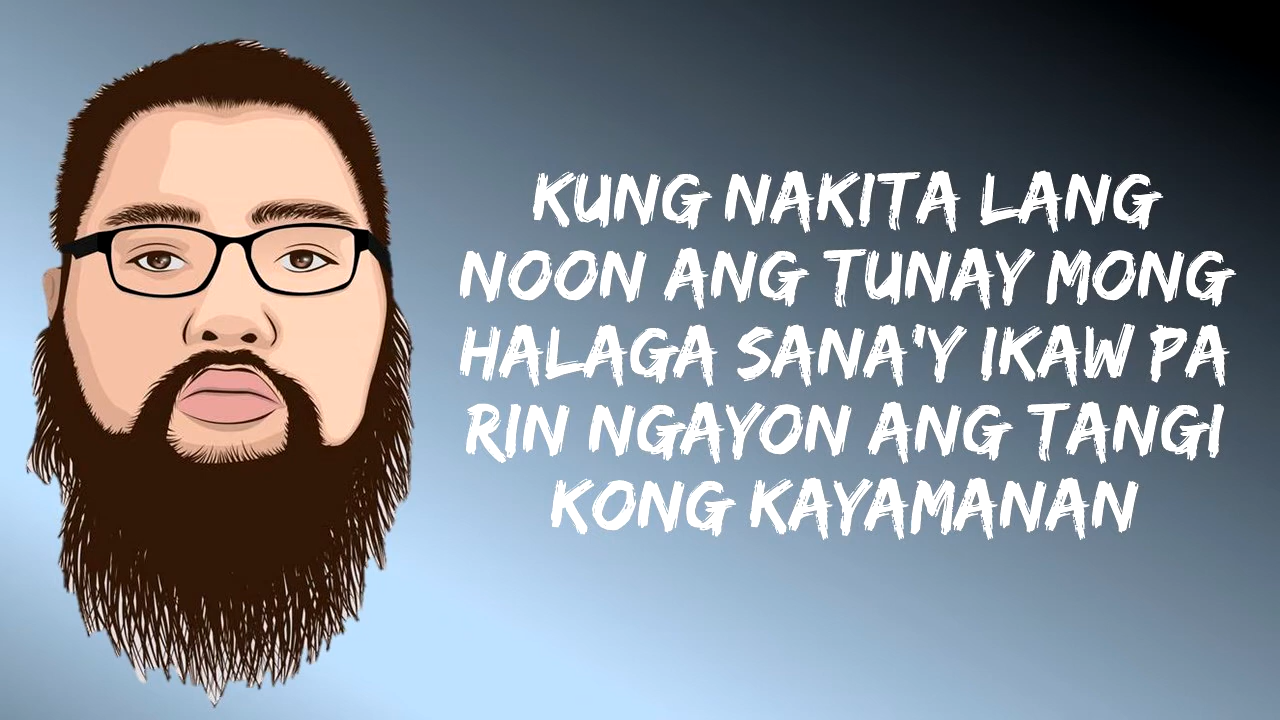 KUNG NAKITA LANG
NOON ANG TUNAY MONG
HALAGA SANA'Y IKAW PA
RIN NGAYON ANG TANGI
KONG KAYAMANAN